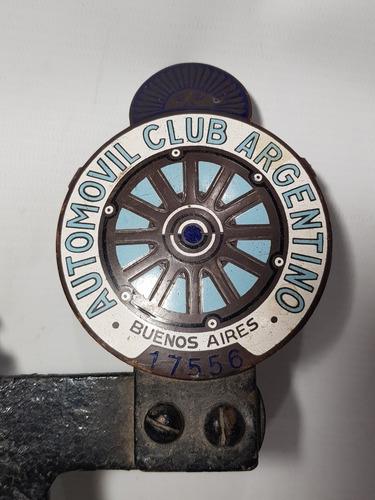 AUTOMOVIL CLUB ARGENTINO
• BUENOS AIRES •
17556